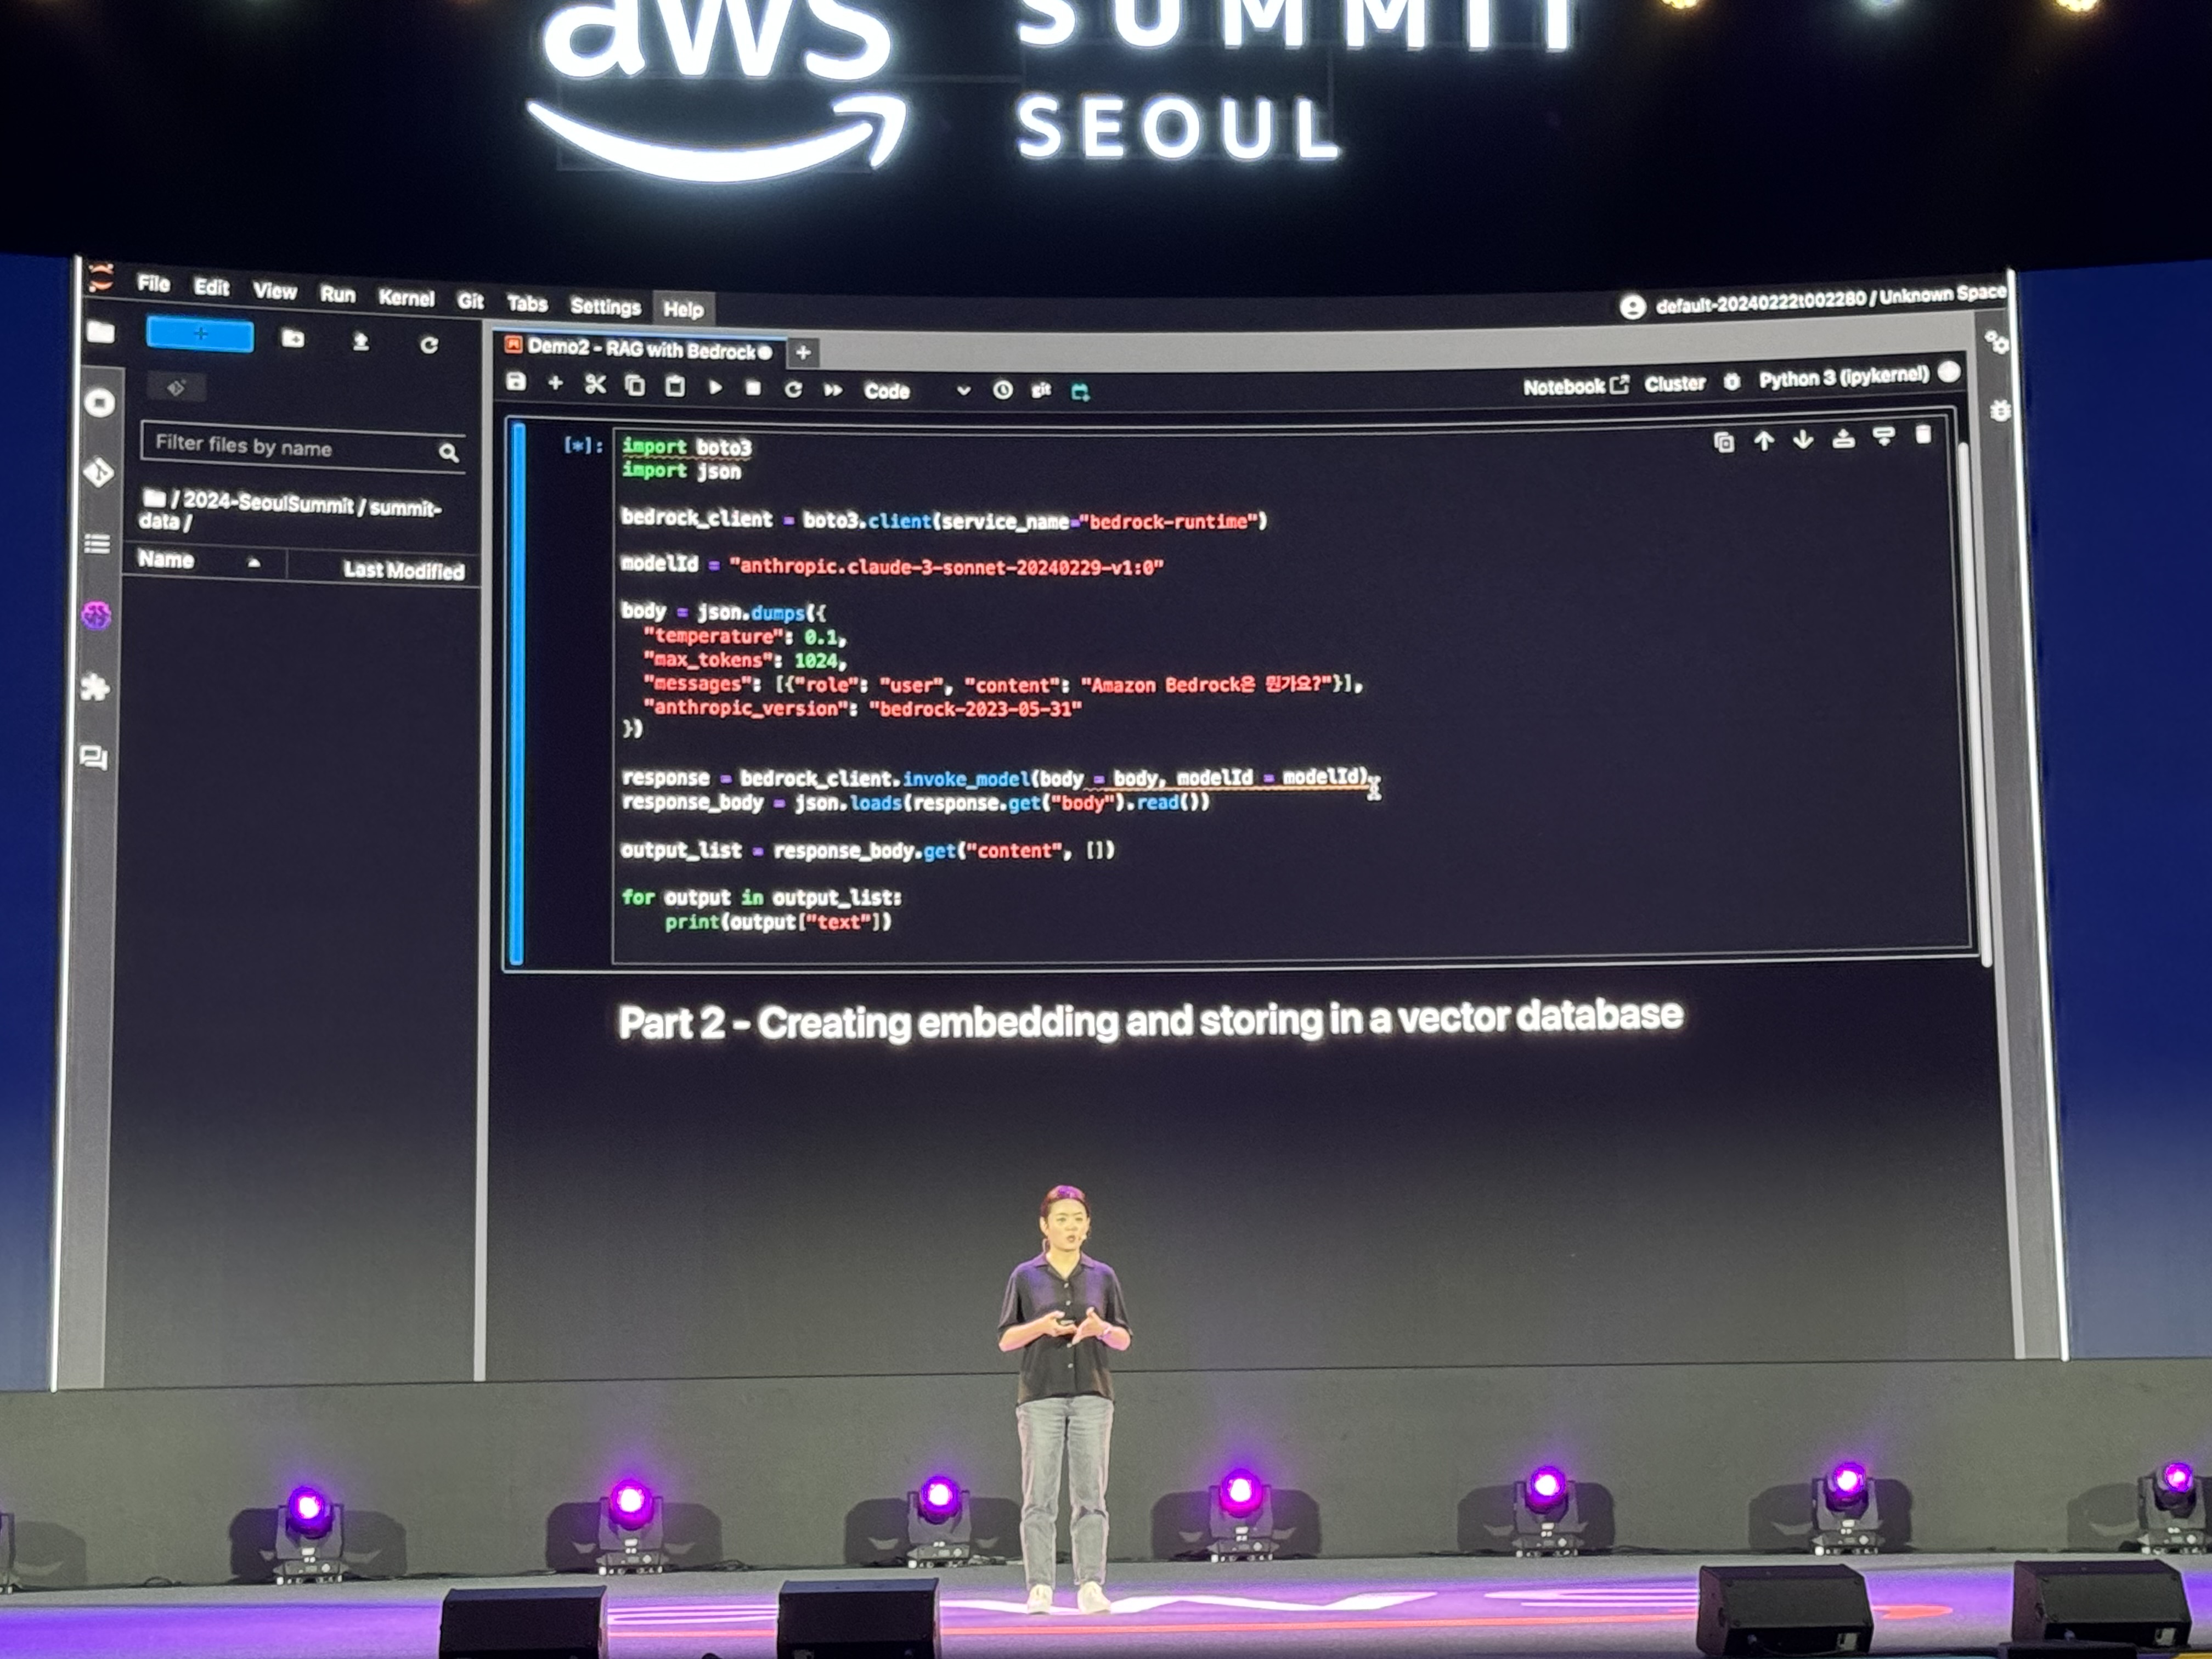 aws SUMMIT
SEOUL
File Edit View Run Kernel Git Tabs Settings Help
default-20240222t002280 / Unknown Space
Demo2 - RAG with Bedrock
Code
git
Notebook
Cluster
Python 3 (ipykernel)
Filter files by name
/ 2024-SeoulSummit / summit-
data /
Name
Last Modified
[*]:
import boto3
import json
bedrock_client = boto3.client(service_name="bedrock-runtime")
modelId = "anthropic.claude-3-sonnet-20240229-v1:0"
body = json.dumps({
"temperature": 0.1,
"max_tokens": 1024,
"messages": [{"role": "user", "content": "Amazon Bedrock은 뭔가요?"}],
"anthropic_version": "bedrock-2023-05-31"
})
response = bedrock_client.invoke_model(body = body, modelId = modelId)
response_body = json.loads(response.get("body").read())
output_list = response_body.get("content", [])
for output in output_list:
print(output["text"])
Part 2 - Creating embedding and storing in a vector database